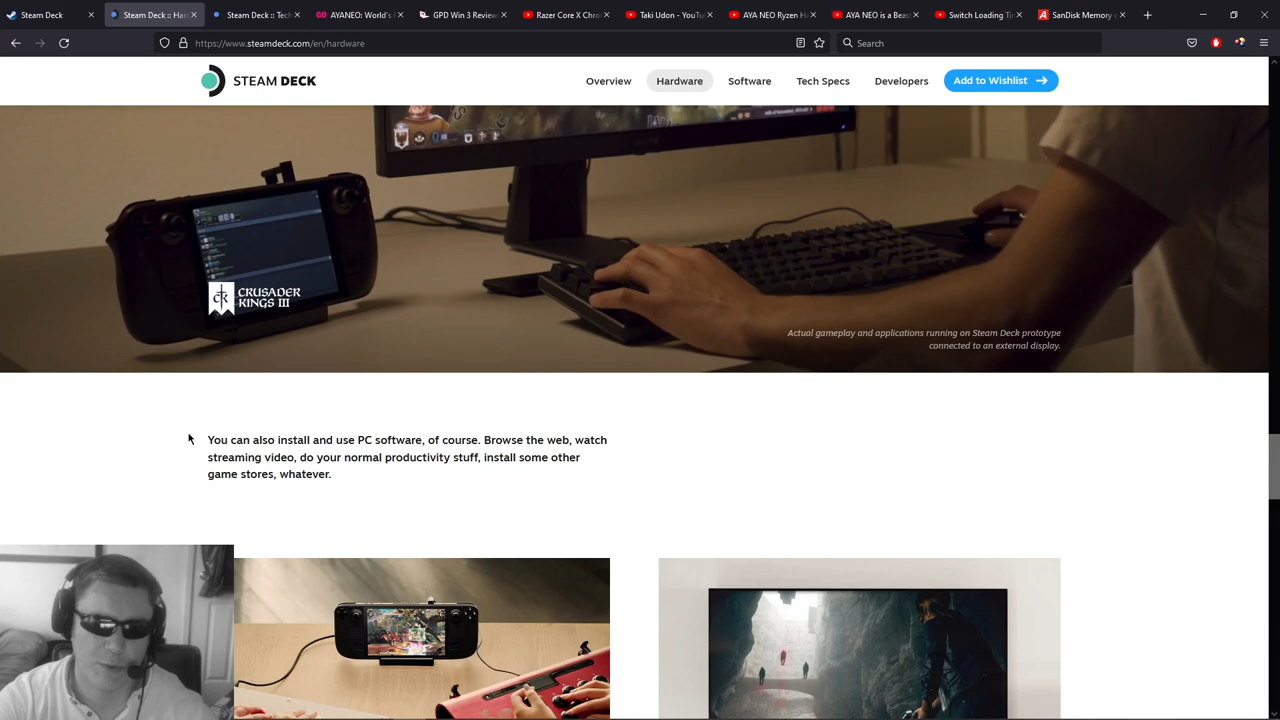 Steam Deck
Steam Deck :: Har
Steam Deck :: Tech
AYANEO: World's f
GPD Win 3 Review
Razer Core X Chro
Taki Udon - YouTu
AYA NEO Ryzen H
AYA NEO is a Beas
Switch Loading Ti
SanDisk Memory c
https://www.steamdeck.com/en/hardware
Search
STEAM DECK
Overview
Hardware
Software
Tech Specs
Developers
Add to Wishlist
CRUSADER
KINGS III
Actual gameplay and applications running on Steam Deck prototype
connected to an external display.
You can also install and use PC software, of course. Browse the web, watch
streaming video, do your normal productivity stuff, install some other
game stores, whatever.